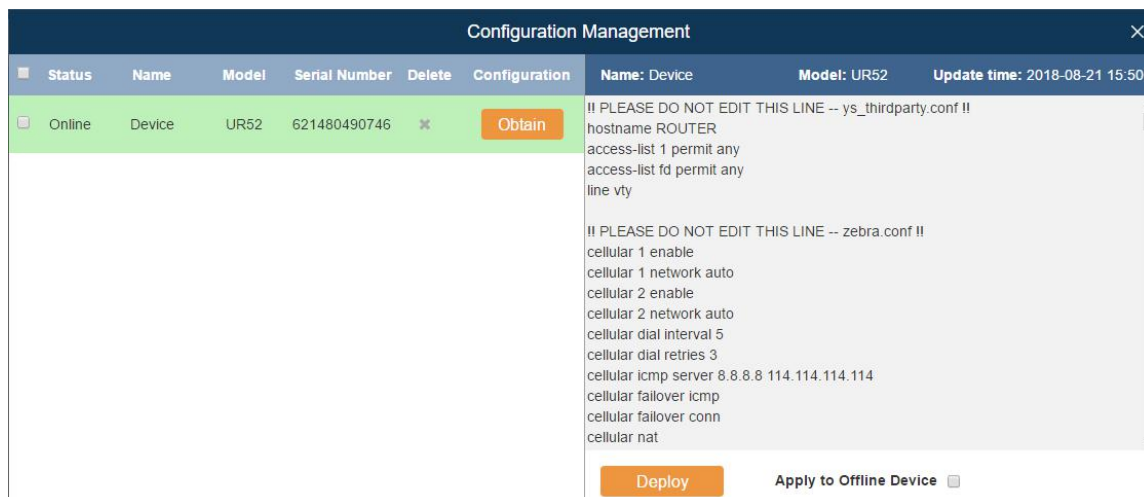 Configuration Management
Status Name Model Serial Number Delete Configuration
Online Device UR52 621480490746 Obtain
Name: Device Model: UR52 Update time: 2018-08-21 15:50
!! PLEASE DO NOT EDIT THIS LINE -- ys_thirdparty.conf !!
hostname ROUTER
access-list 1 permit any
access-list fd permit any
line vty
!! PLEASE DO NOT EDIT THIS LINE -- zebra.conf !!
cellular 1 enable
cellular 1 network auto
cellular 2 enable
cellular 2 network auto
cellular dial interval 5
cellular dial retries 3
cellular icmp server 8.8.8.8 114.114.114.114
cellular failover icmp
cellular failover conn
cellular nat
Deploy Apply to Offline Device